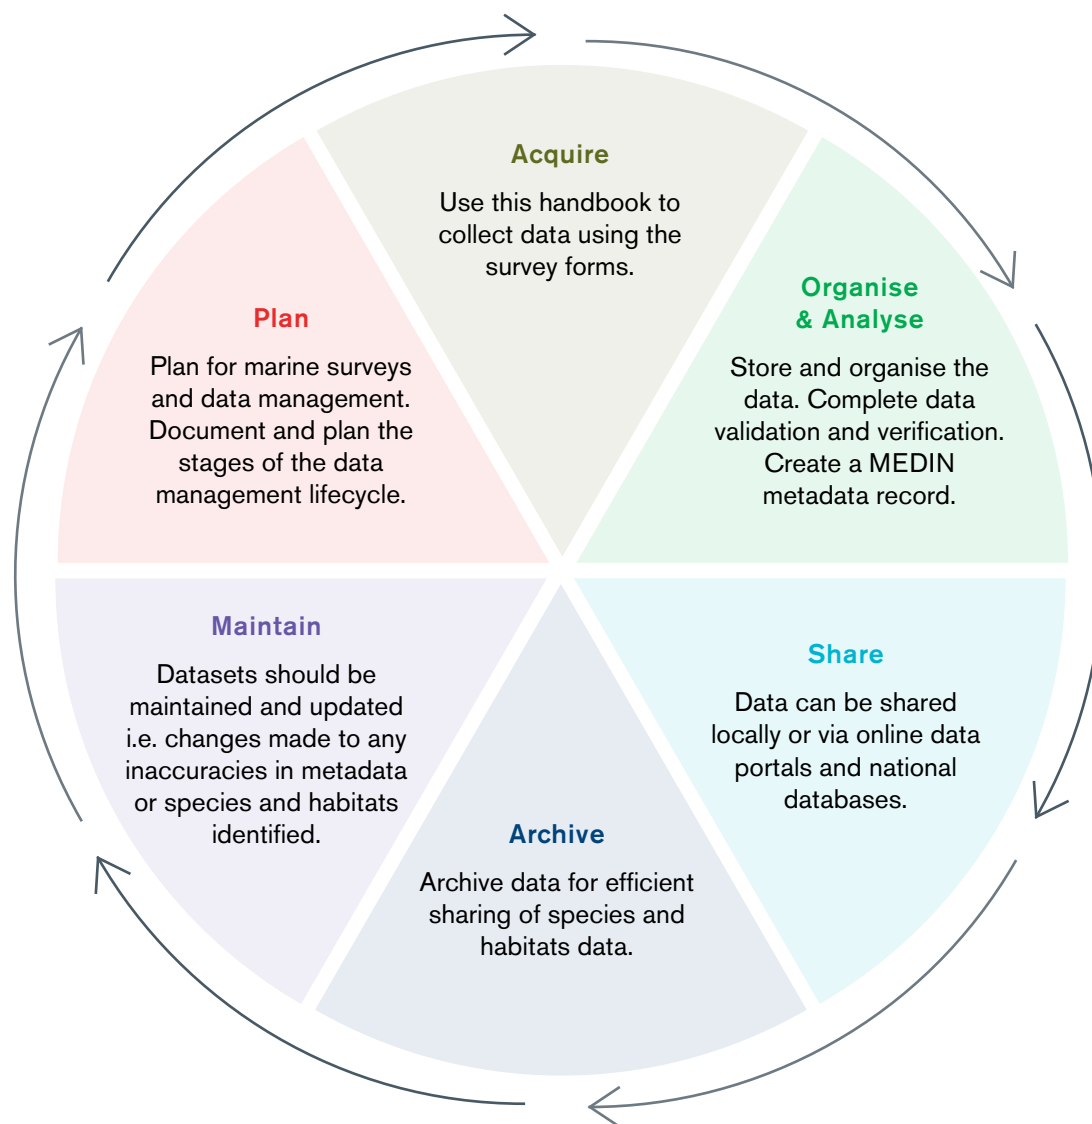 Acquire
Use this handbook to
collect data using the
survey forms.
Organise
& Analyse
Store and organise the
data. Complete data
validation and verification.
Create a MEDIN
metadata record.
Share
Data can be shared
locally or via online data
portals and national
databases.
Archive
Archive data for efficient
sharing of species and
habitats data.
Maintain
Datasets should be
maintained and updated
i.e. changes made to any
inaccuracies in metadata
or species and habitats
identified.
Plan
Plan for marine surveys
and data management.
Document and plan the
stages of the data
management lifecycle.